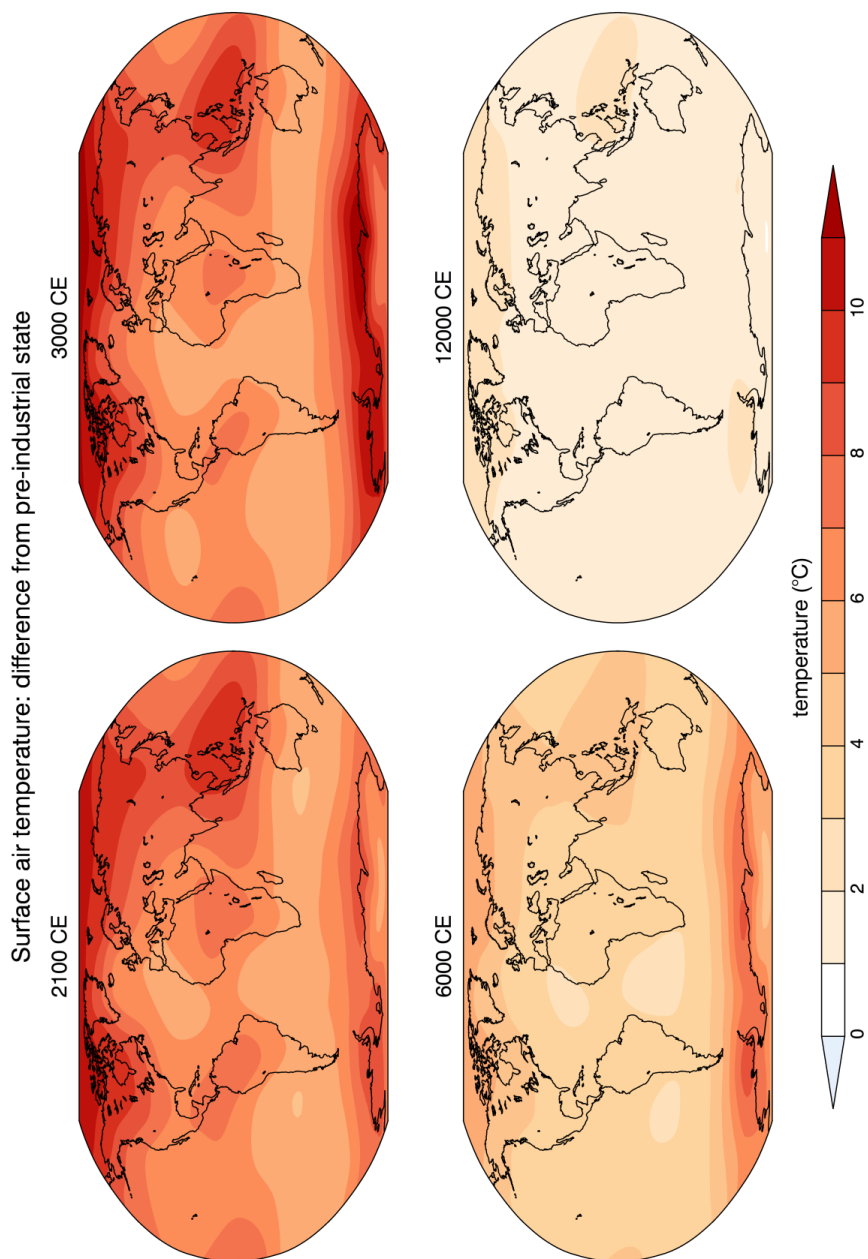 Surface air temperature: difference from pre-industrial state
2100 CE
3000 CE
6000 CE
12000 CE
temperature (°C)
0 2 4 6 8 10